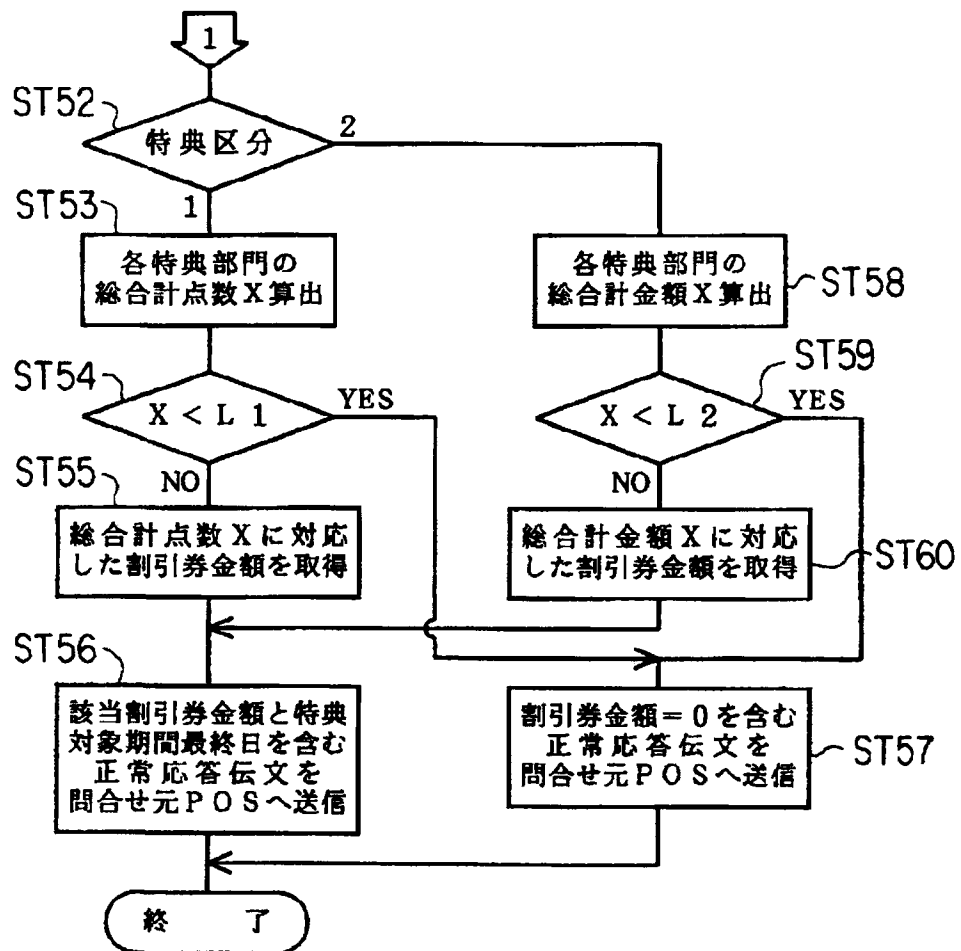 1
ST52
特典区分
2
1
ST53
各特典部門の
総合計点数X算出
各特典部門の
総合計金額X算出
ST58
ST54
X<L1
YES
NO
ST59
X<L2
YES
NO
ST55
総合計点数Xに対応
した割引券金額を取得
総合計金額Xに対応
した割引券金額を取得
ST60
ST56
該当割引券金額と特典
対象期間最終日を含む
正常応答伝文を
問合せ元POSへ送信
割引券金額=0を含む
正常応答伝文を
問合せ元POSへ送信
ST57
終 了